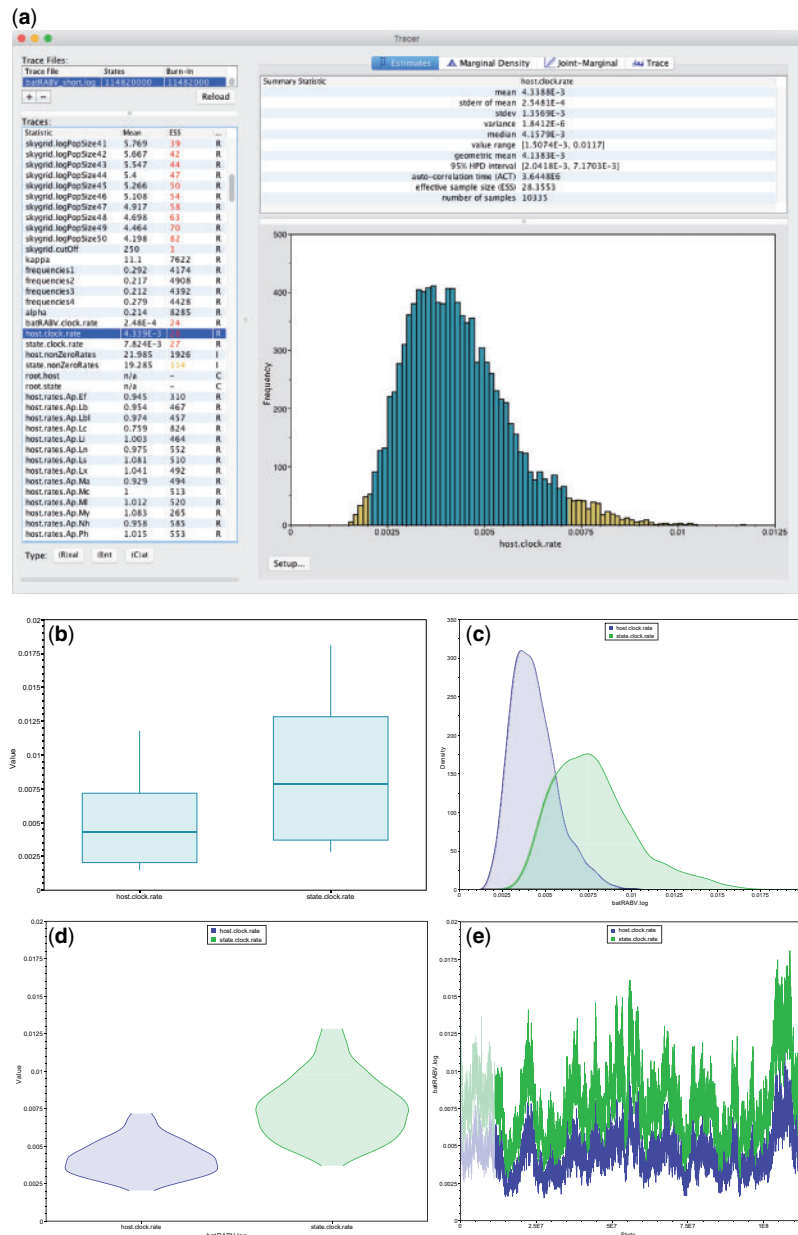 (a)
Tracer
Trace Files:
Trace File States Burn-In
batRABV_short.log 114820000 11482000
+ − Reload
Traces:
Statistic Mean ESS ...
skygrid.logPopSize41 5.769 39 R
skygrid.logPopSize42 5.667 42 R
skygrid.logPopSize43 5.547 44 R
skygrid.logPopSize44 5.4 47 R
skygrid.logPopSize45 5.266 50 R
skygrid.logPopSize46 5.108 54 R
skygrid.logPopSize47 4.917 58 R
skygrid.logPopSize48 4.698 63 R
skygrid.logPopSize49 4.464 70 R
skygrid.logPopSize50 4.198 82 R
skygrid.cutOff 250 1 R
kappa 11.1 7622 R
frequencies1 0.292 4174 R
frequencies2 0.217 4908 R
frequencies3 0.212 4392 R
frequencies4 0.279 4428 R
alpha 0.214 8285 R
batRABV.clock.rate 2.48E-4 24 R
host.clock.rate 4.339E-3 R
state.clock.rate 7.824E-3 27 R
host.nonZeroRates 21.985 1926 I
state.nonZeroRates 19.285 114 I
root.host n/a - C
root.state n/a - C
host.rates.Ap.Ef 0.945 310 R
host.rates.Ap.Lb 0.954 467 R
host.rates.Ap.Lbl 0.974 457 R
host.rates.Ap.Lc 0.759 824 R
host.rates.Ap.Li 1.003 464 R
host.rates.Ap.Ln 0.975 552 R
host.rates.Ap.Ls 1.081 510 R
host.rates.Ap.Lx 1.041 492 R
host.rates.Ap.Ma 0.929 494 R
host.rates.Ap.Mc 1 513 R
host.rates.Ap.Ml 1.012 520 R
host.rates.Ap.My 1.083 265 R
host.rates.Ap.Nh 0.958 585 R
host.rates.Ap.Ph 1.015 553 R
Type: (R)eal (I)nt (C)at
Estimates Marginal Density Joint-Marginal Trace
Summary Statistic host.clock.rate
mean 4.3388E-3
stderr of mean 2.5481E-4
stdev 1.3569E-3
variance 1.8412E-6
median 4.1579E-3
value range [1.5074E-3, 0.0117]
geometric mean 4.1383E-3
95% HPD interval [2.0418E-3, 7.1703E-3]
auto-correlation time (ACT) 3.6448E6
effective sample size (ESS) 28.3553
number of samples 10335
500
400
300
200
100
0
Frequency
0 0.0025 0.005 0.0075 0.01 0.0125
host.clock.rate
Setup...
(b)
0.02
0.0175
0.015
0.0125
0.01
0.0075
0.005
0.0025
0
Value
host.clock.rate state.clock.rate
(c)
host.clock.rate
state.clock.rate
350
300
250
200
150
100
50
0
Density
0 0.0025 0.005 0.0075 0.01 0.0125 0.015 0.0175
batRABV.log
(d)
host.clock.rate
state.clock.rate
0.02
0.0175
0.015
0.0125
0.01
0.0075
0.005
0.0025
0
Value
host.clock.rate state.clock.rate
batRABV.log
(e)
host.clock.rate
state.clock.rate
0.02
0.0175
0.015
0.0125
0.01
0.0075
0.005
0.0025
0
batRABV.log
0 2.5E7 5E7 7.5E7 1E8
State